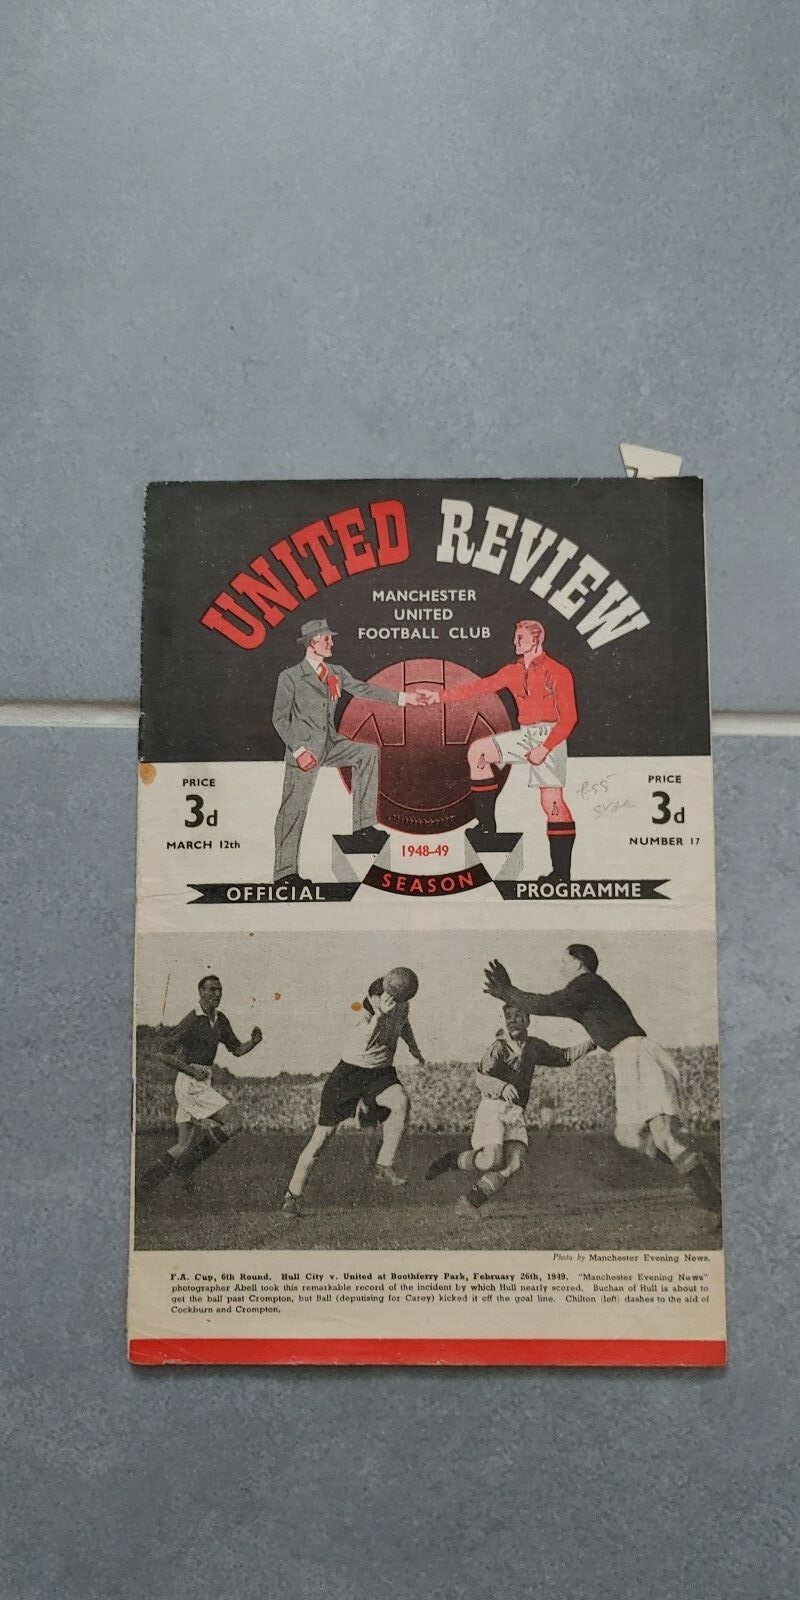 UNITED REVIEW
MANCHESTER
UNITED
FOOTBALL CLUB
PRICE
3d
MARCH 12th
PRICE
3d
NUMBER 17
1948-49
OFFICIAL SEASON PROGRAMME
Photo by Manchester Evening News.
F.A. Cup, 6th Round. Hull City v. United at Boothferry Park, February 26th, 1949. "Manchester Evening News"
photographer Abell took this remarkable record of the incident by which Hull nearly scored. Buchan of Hull is about to
get the ball past Crompton, but Ball (deputising for Carey) kicked it off the goal line. Chilton (left) dashes to the aid of
Cockburn and Crompton.